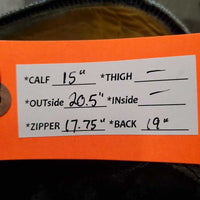 *CALF 15" *THIGH —
*OUTside 20.5" *INside —
*ZIPPER 17.75" *BACK 19"